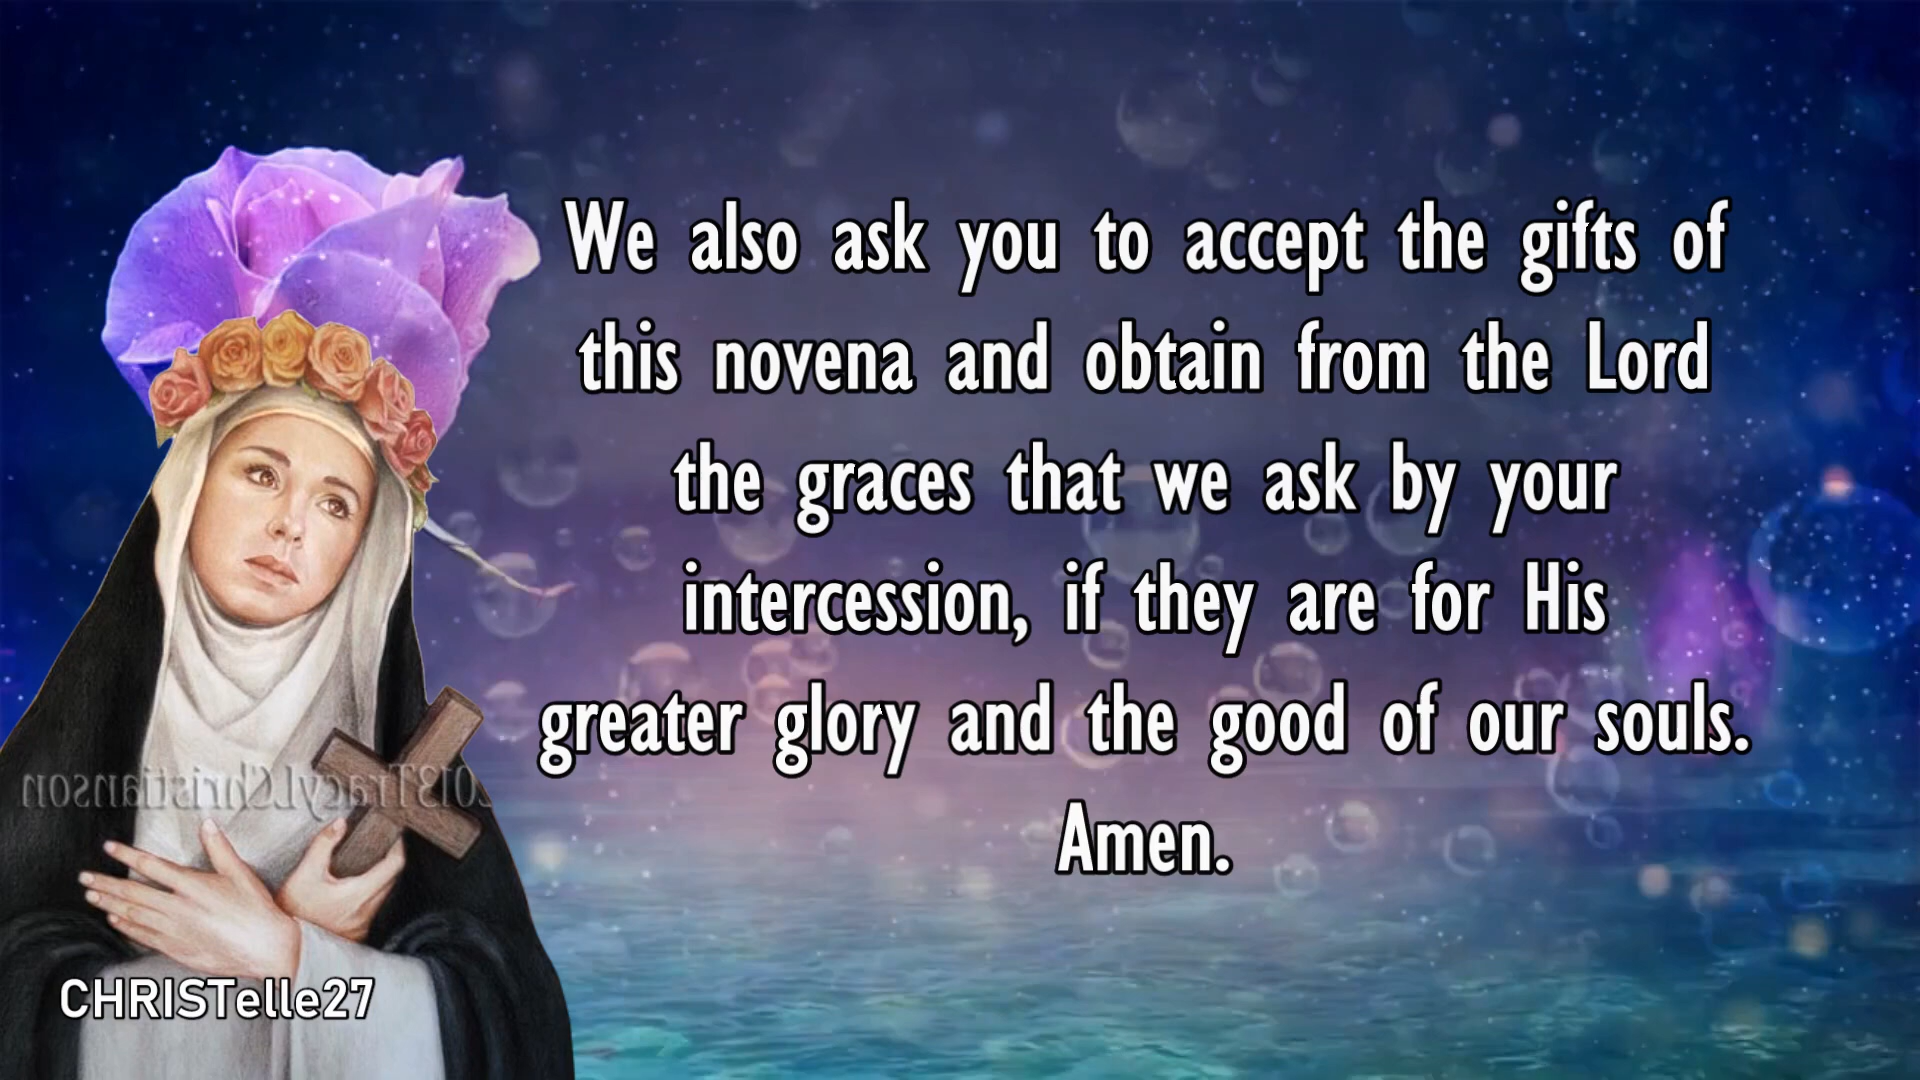 We also ask you to accept the gifts of
this novena and obtain from the Lord
the graces that we ask by your
intercession, if they are for His
greater glory and the good of our souls.
Amen.
2013TracyLChristianson
CHRISTelle27